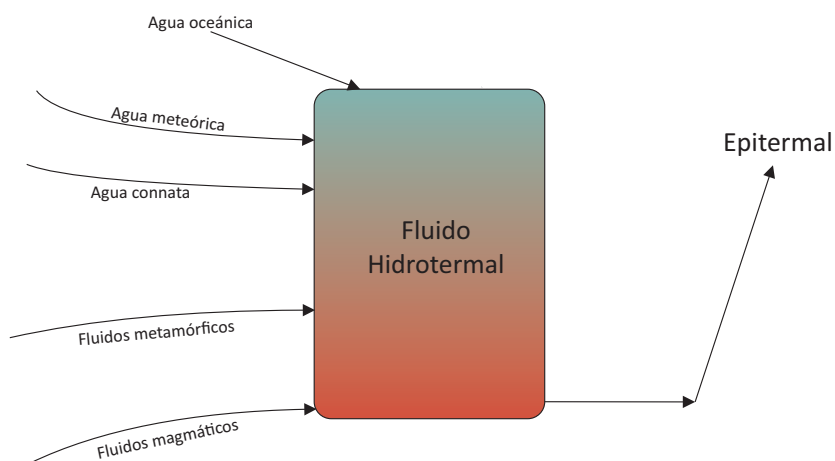 Agua oceánica
Agua meteórica
Agua connata
Epitermal
Fluido
Hidrotermal
Fluidos metamórficos
Fluidos magmáticos